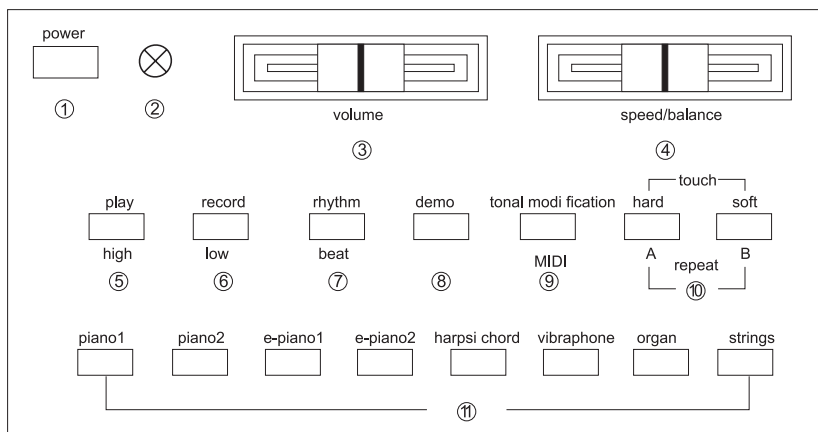 power
① ②
volume speed/balance
③ ④
touch
play record rhythm demo tonal modi fication hard soft
high low beat MIDI A B
repeat
⑤ ⑥ ⑦ ⑧ ⑨ ⑩
piano1 piano2 e-piano1 e-piano2 harpsi chord vibraphone organ strings
⑪